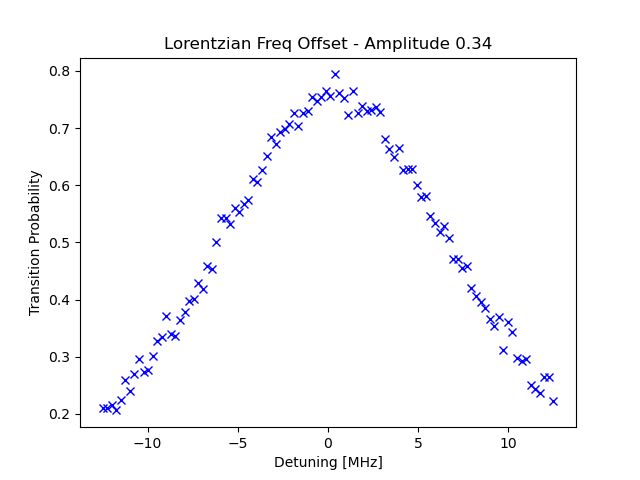 Lorentzian Freq Offset - Amplitude 0.34
0.8
0.7
0.6
0.5
0.4
0.3
0.2
Transition Probability
−10 −5 0 5 10
Detuning [MHz]